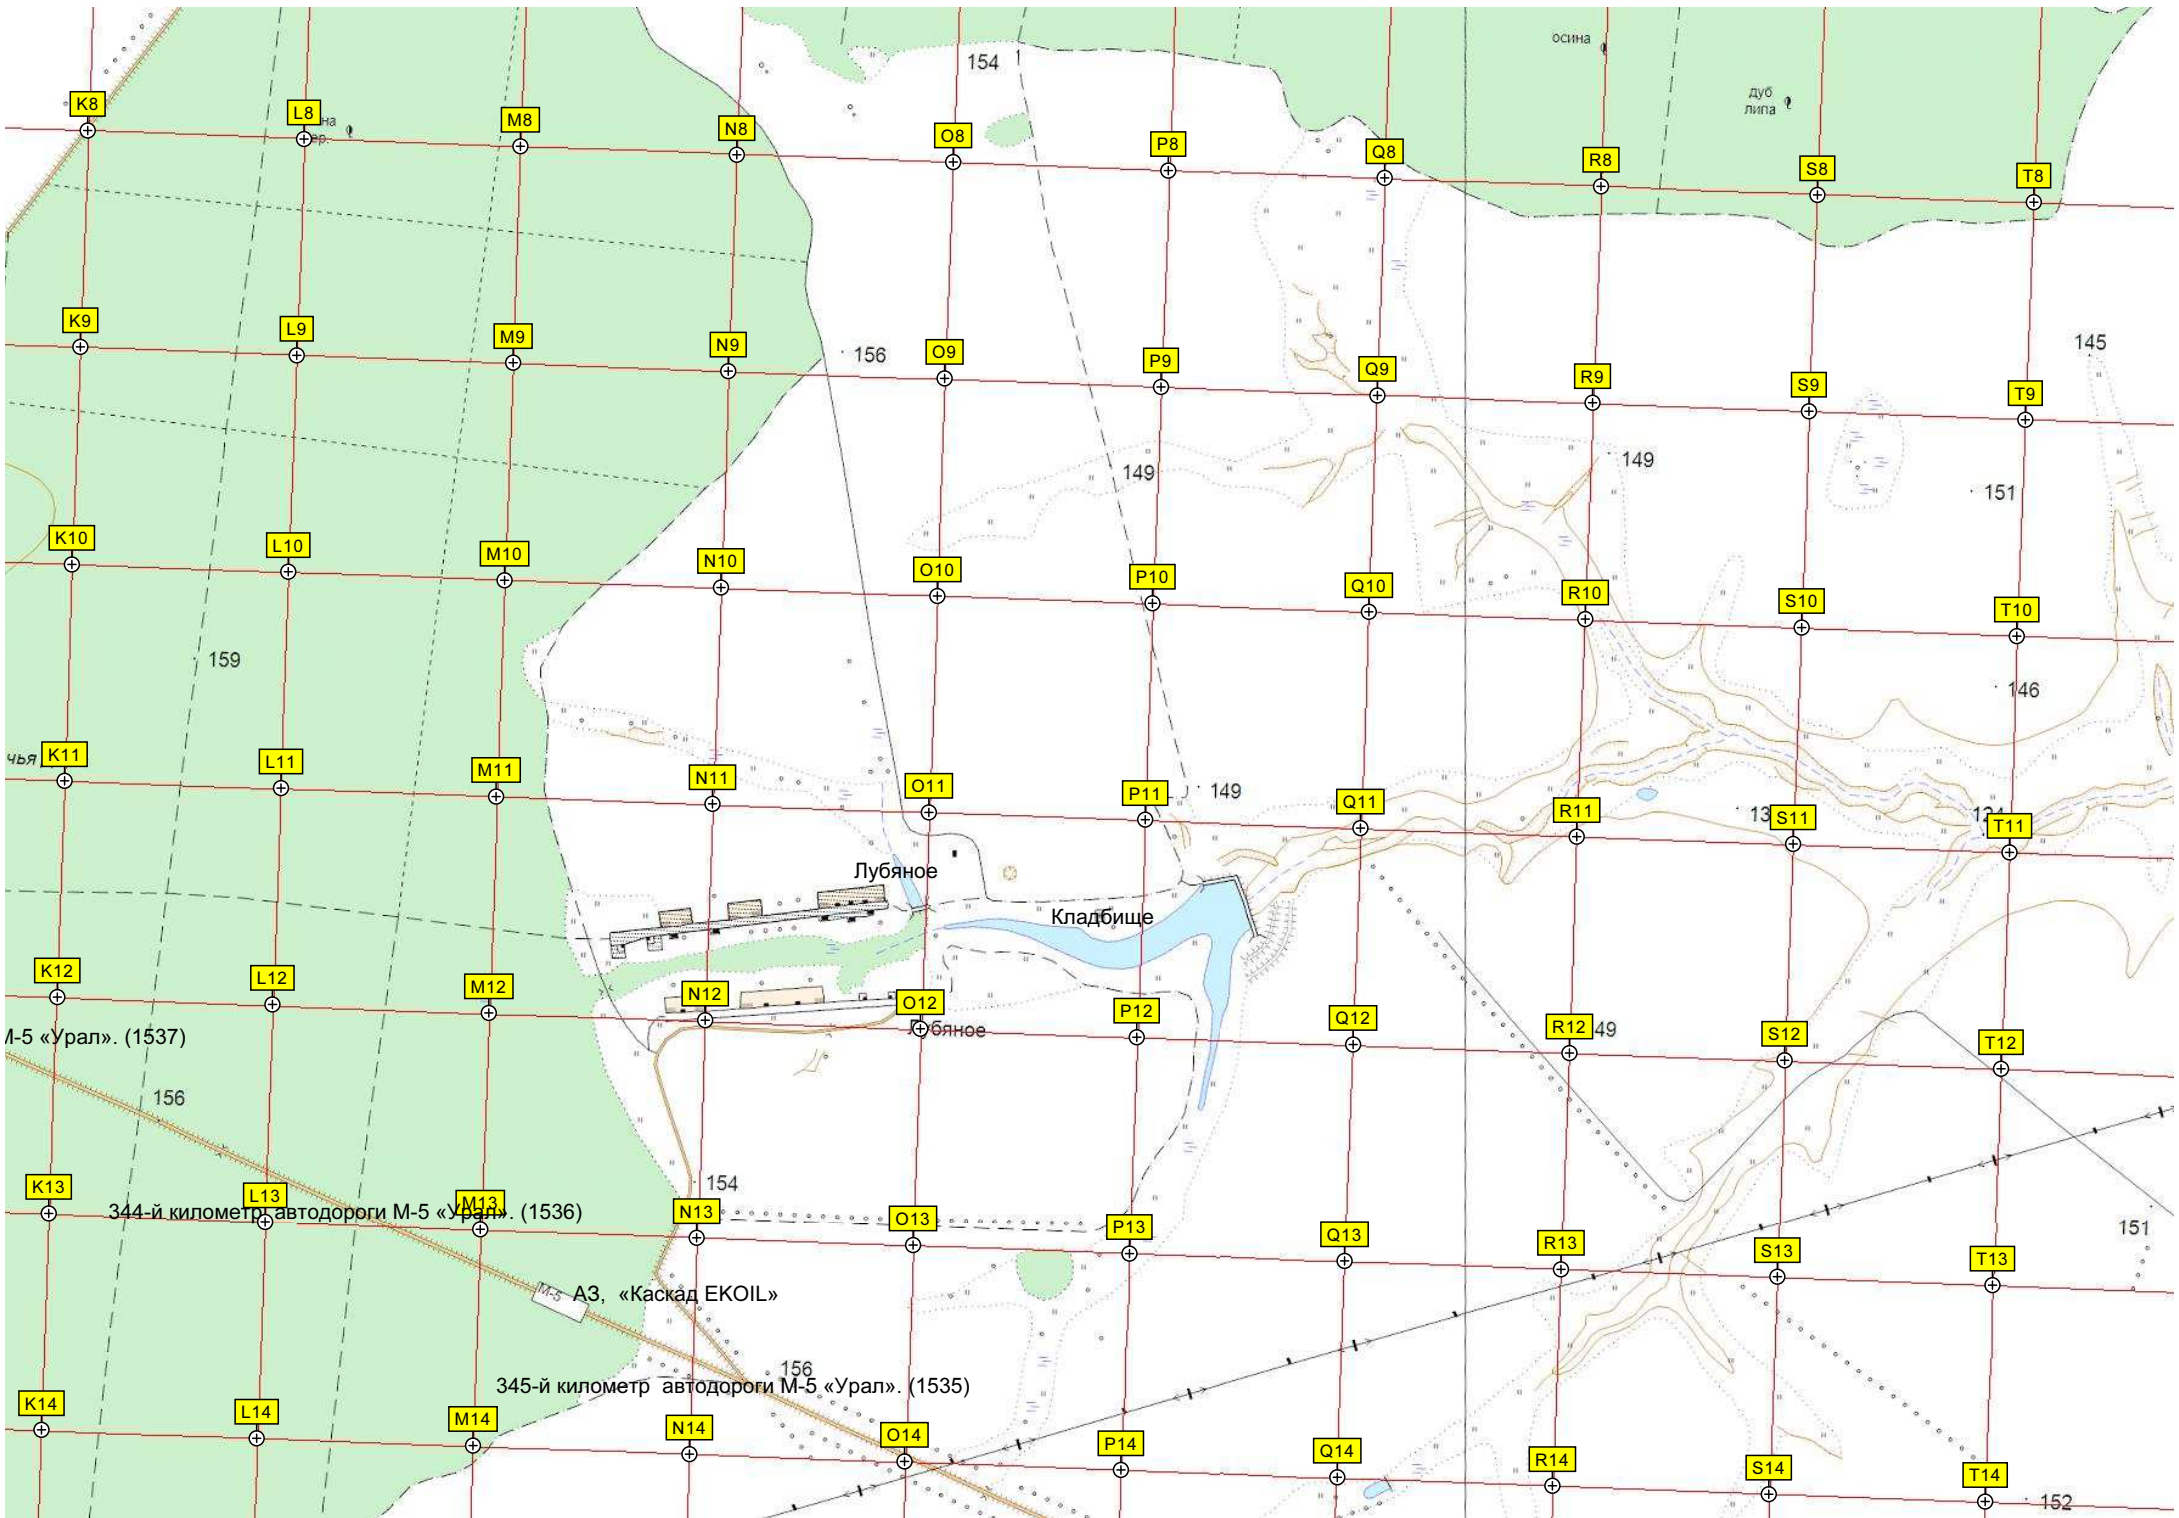 154
осина
дуб
липа
K8
L8
на
M8
N8
O8
P8
Q8
R8
S8
T8
K9
L9
M9
N9
156
O9
P9
Q9
R9
S9
145
T9
149
149
151
K10
L10
M10
N10
O10
P10
Q10
R10
S10
T10
159
146
чья
K11
L11
M11
N11
O11
P11
149
Q11
R11
S11
T11
Лубяное
Кладбище
K12
L12
M12
N12
O12
P12
Q12
R12
49
S12
T12
М-5 «Урал». (1537)
156
K13
L13
M13
154
N13
O13
P13
Q13
R13
S13
T13
151
344-й километр автодороги М-5 «Урал». (1536)
М-5
АЗ, «Каскад EKOIL»
156
345-й километр автодороги М-5 «Урал». (1535)
K14
L14
M14
N14
O14
P14
Q14
R14
S14
T14
152